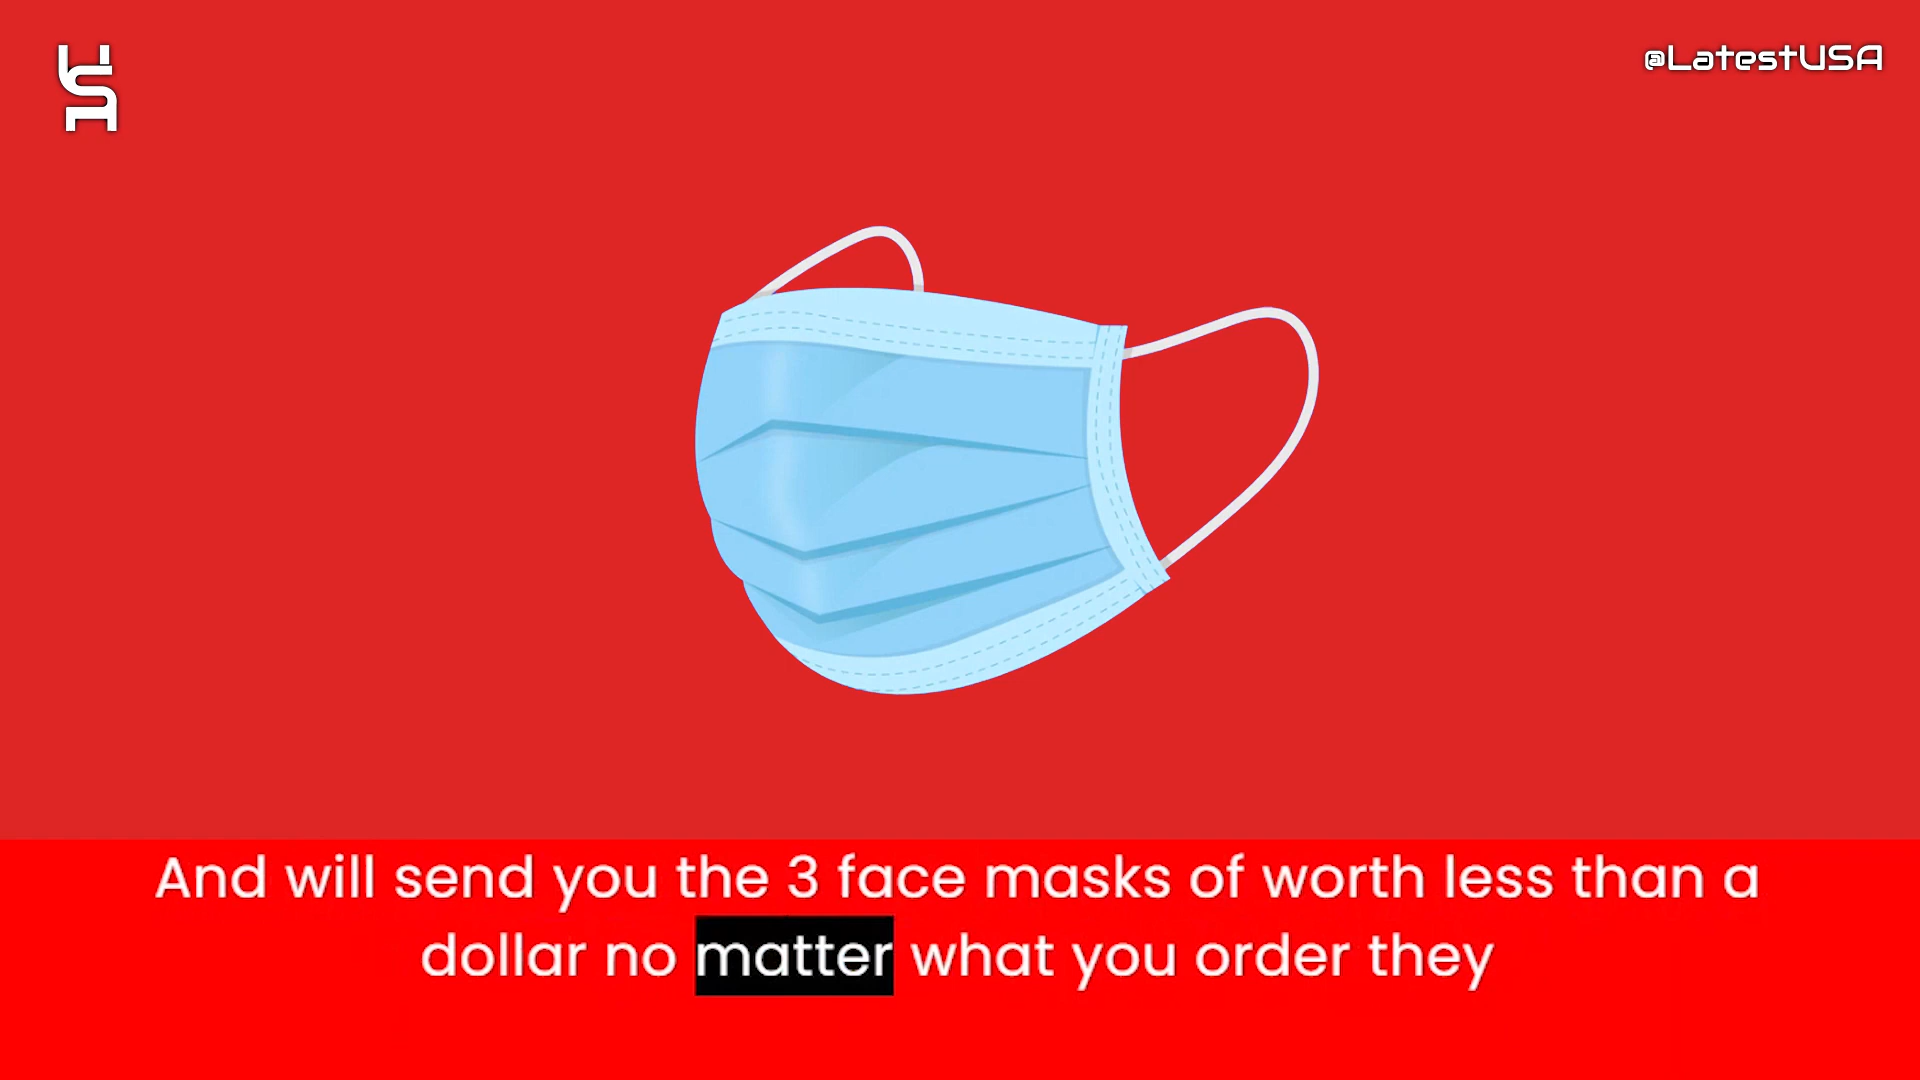 USA
@LatestUSA
And will send you the 3 face masks of worth less than a
dollar no matter what you order they